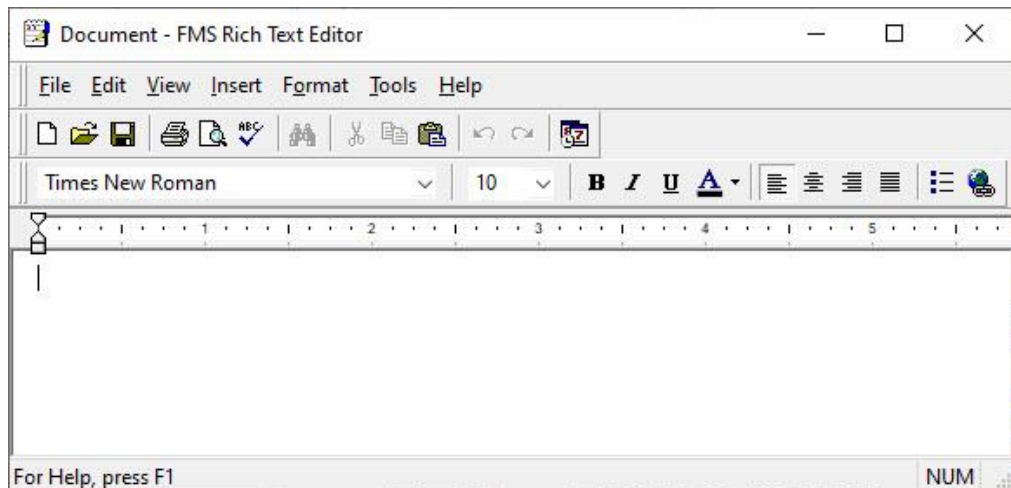 Document - FMS Rich Text Editor
File Edit View Insert Format Tools Help
ABC
Times New Roman 10 B I U A
1 2 3 4 5
For Help, press F1 NUM